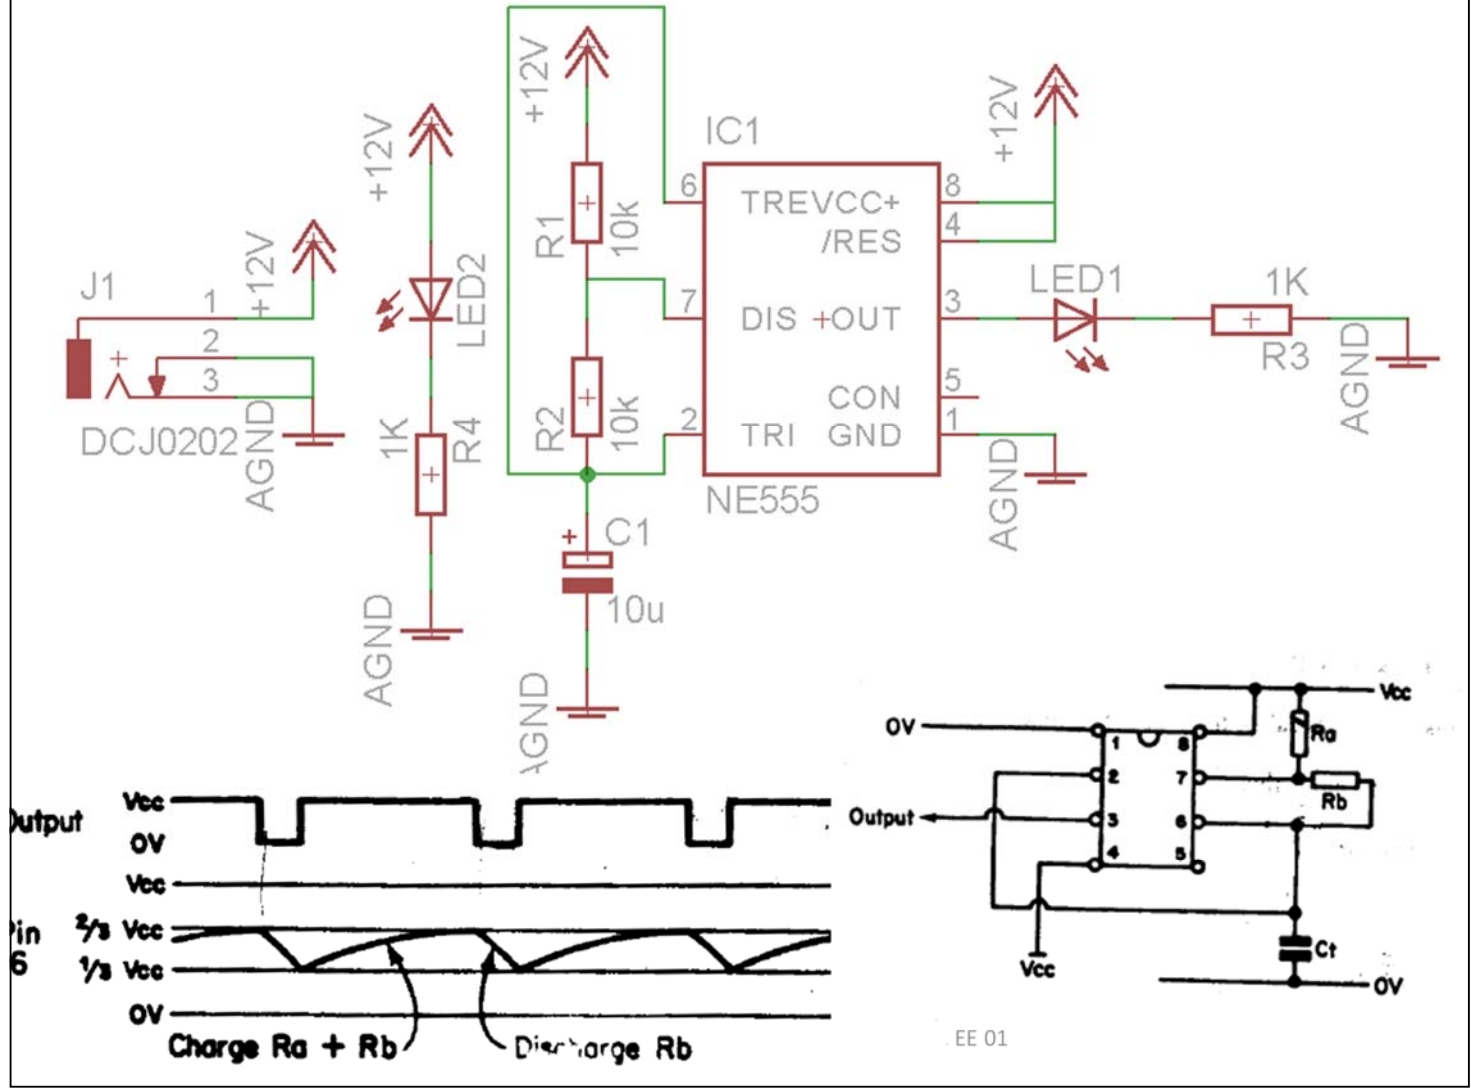 +12V
+12V
+12V
+12V
IC1
6
TRE
VCC+
8
/RES
4
R1
10k
7
DIS
+OUT
3
LED1
1K
R3
AGND
CON
5
2
TRI
GND
1
AGND
NE555
R2
10k
C1
+
10u
AGND
J1
1
2
3
+
DCJ0202
AGND
LED2
1K
R4
AGND
Output
Vcc
0V
Vcc
2/3 Vcc
Pin
6
1/3 Vcc
0V
Charge Ra + Rb
Discharge Rb
Vcc
0V
Ra
1
8
2
7
Rb
Output
3
6
4
5
Ct
Vcc
0V
EE 01